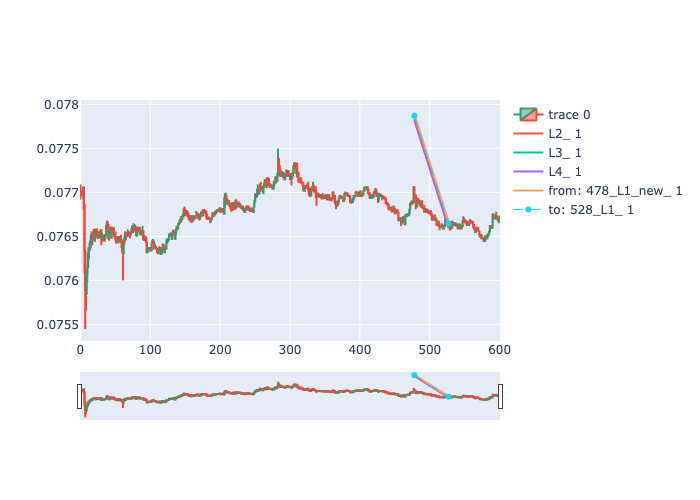 0.078
0.0775
0.077
0.0765
0.076
0.0755
0
100
200
300
400
500
600
trace 0
L2_ 1
L3_ 1
L4_ 1
from: 478_L1_new_ 1
to: 528_L1_ 1